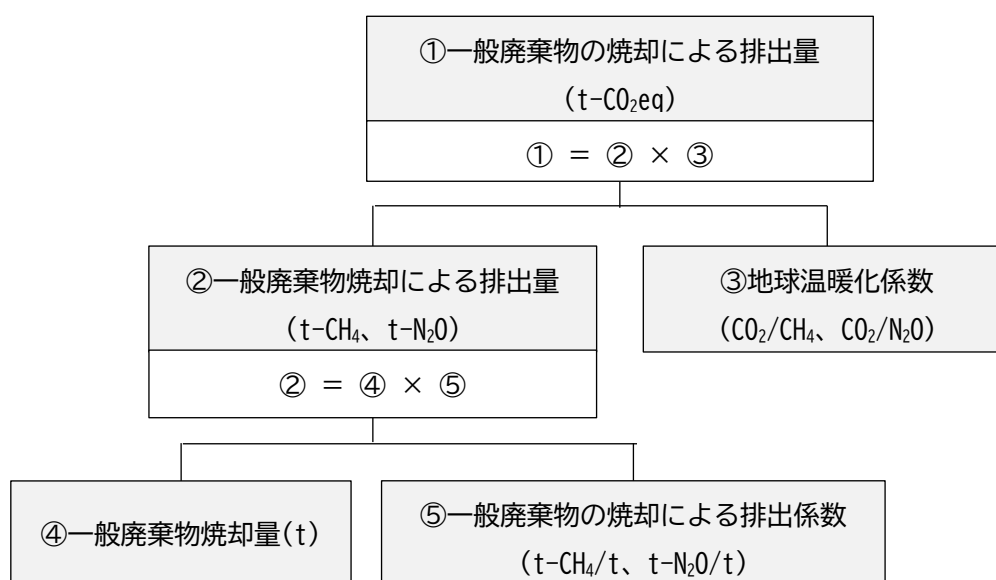 ①一般廃棄物の焼却による排出量
(t-CO₂eq)
① = ② × ③
②一般廃棄物焼却による排出量
(t-CH₄、t-N₂O)
② = ④ × ⑤
③地球温暖化係数
(CO₂/CH₄、CO₂/N₂O)
④一般廃棄物焼却量(t)
⑤一般廃棄物の焼却による排出係数
(t-CH₄/t、t-N₂O/t)